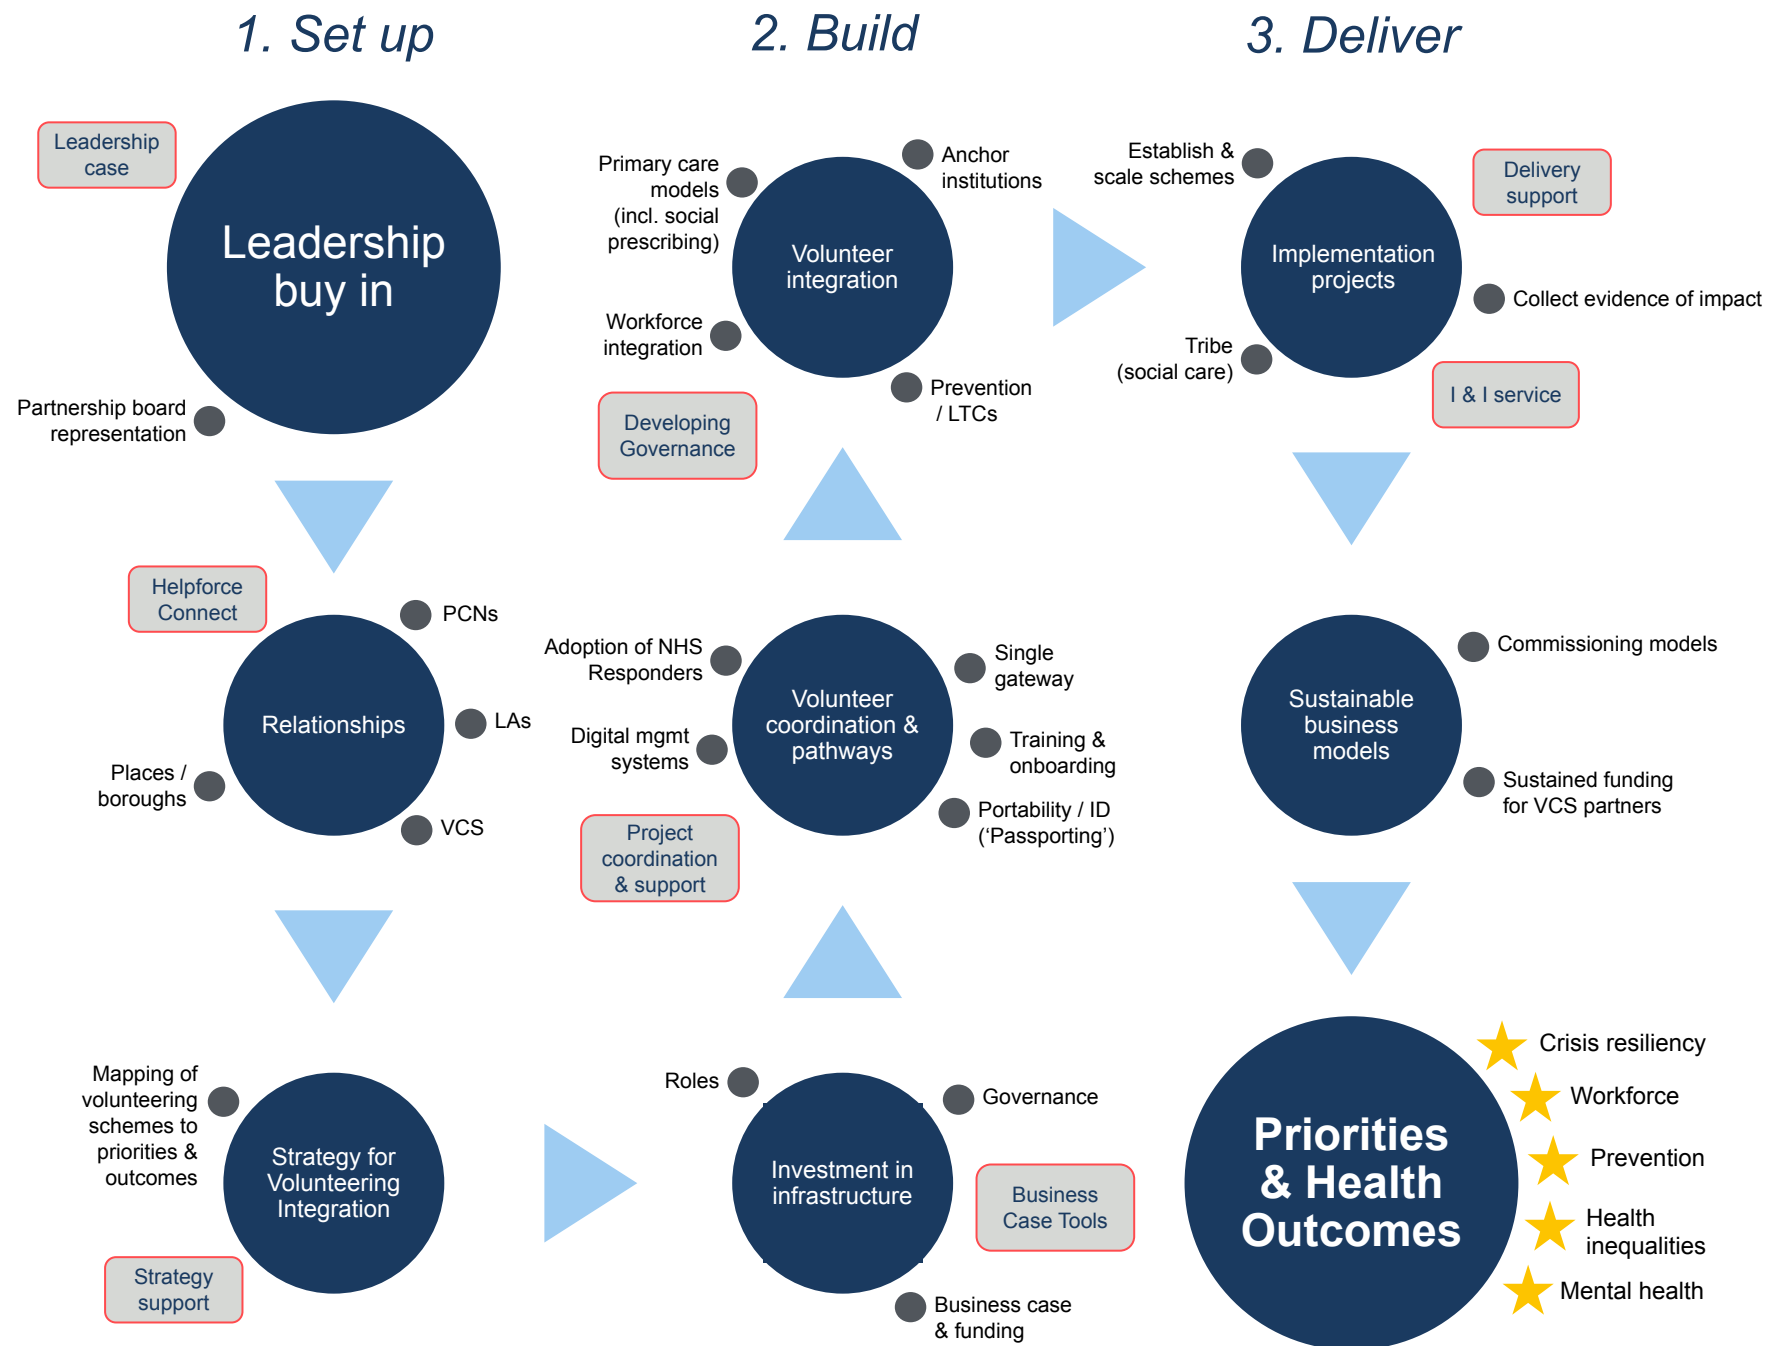 1. Set up
2. Build
3. Deliver
Leadership
case
Leadership
buy in
Partnership board
representation
Helpforce
Connect
PCNs
Relationships
LAs
Places /
boroughs
VCS
Mapping of
volunteering
schemes to
priorities &
outcomes
Strategy for
Volunteering
Integration
Strategy
support
Primary care
models
(incl. social
prescribing)
Anchor
institutions
Volunteer
integration
Workforce
integration
Prevention
/ LTCs
Developing
Governance
Adoption of NHS
Responders
Single
gateway
Volunteer
coordination &
pathways
Digital mgmt
systems
Training &
onboarding
Portability / ID
(‘Passporting’)
Project
coordination
& support
Roles
Governance
Investment in
infrastructure
Business
Case Tools
Business case
& funding
Establish &
scale schemes
Delivery
support
Implementation
projects
Collect evidence of impact
Tribe
(social care)
I & I service
Commissioning models
Sustainable
business
models
Sustained funding
for VCS partners
Priorities
& Health
Outcomes
Crisis resiliency
Workforce
Prevention
Health
inequalities
Mental health